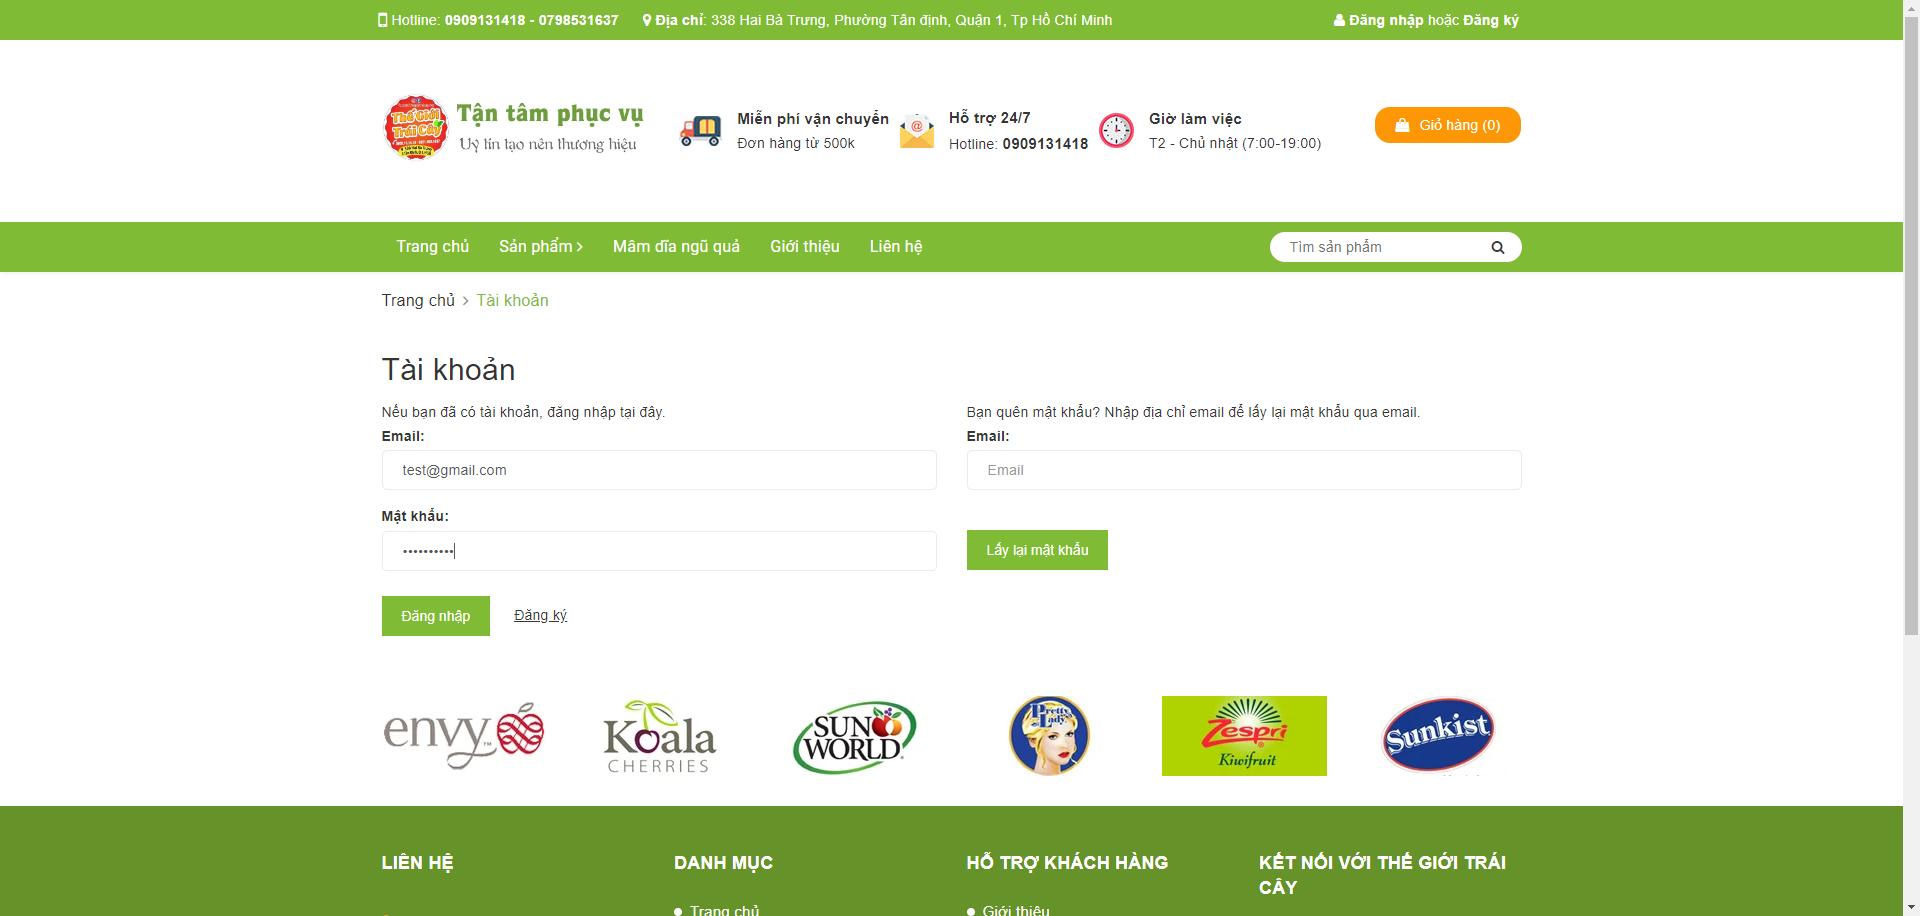 Hotline: 0909131418 - 0798531637 Địa chỉ: 338 Hai Bà Trưng, Phường Tân định, Quận 1, Tp Hồ Chí Minh Đăng nhập hoặc Đăng ký
Thế Giới
Trái Cây
Tận tâm phục vụ
Uy tín tạo nên thương hiệu
Miễn phí vận chuyển
Đơn hàng từ 500k
Hỗ trợ 24/7
Hotline: 0909131418
Giờ làm việc
T2 - Chủ nhật (7:00-19:00)
Giỏ hàng (0)
Trang chủ Sản phẩm Mâm dĩa ngũ quả Giới thiệu Liên hệ Tìm sản phẩm
Trang chủ > Tài khoản
Tài khoản
Nếu bạn đã có tài khoản, đăng nhập tại đây.
Email:
test@gmail.com
Mật khẩu:
••••••••••
Đăng nhập Đăng ký
Bạn quên mật khẩu? Nhập địa chỉ email để lấy lại mật khẩu qua email.
Email:
Email
Lấy lại mật khẩu
envy™
Koala
CHERRIES
SUN
WORLD®
Pretty
Lady
Zespri®
Kiwifruit
Sunkist
LIÊN HỆ
DANH MỤC
Trang chủ
HỖ TRỢ KHÁCH HÀNG
Giới thiệu
KẾT NỐI VỚI THẾ GIỚI TRÁI
CÂY